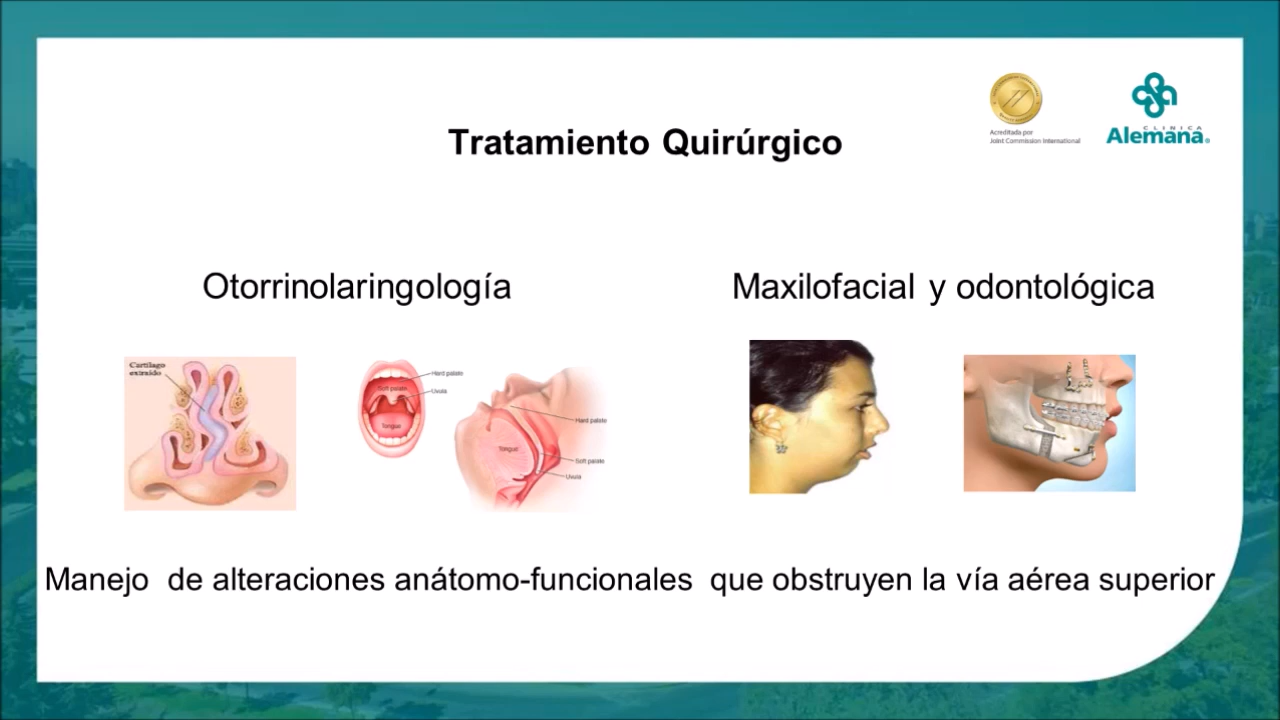 Acreditada por
Joint Commission International
CLINICA
Alemana®
Tratamiento Quirúrgico
Otorrinolaringología
Maxilofacial y odontológica
Cartílago
extraído
Hard palate
Soft palate
Uvula
Tongue
Hard palate
Tongue
Soft palate
Uvula
Manejo de alteraciones anátomo-funcionales que obstruyen la vía aérea superior